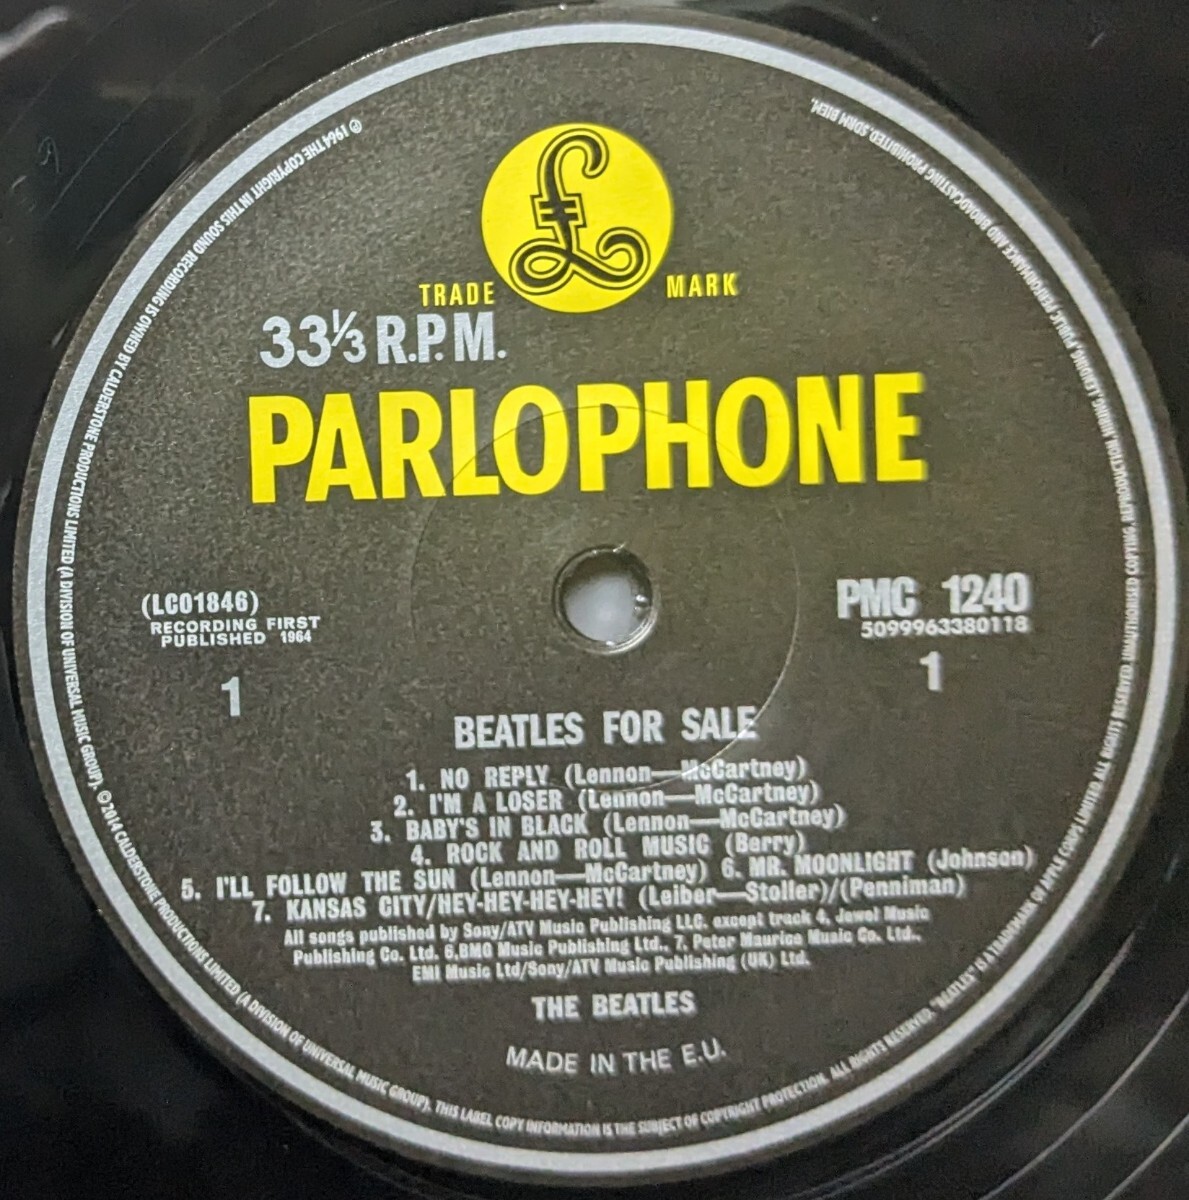 £
TRADE MARK
33⅓ R.P.M.
PARLOPHONE
(LC01846)
RECORDING FIRST
PUBLISHED 1964
1
PMC 1240
5099963380118
1
BEATLES FOR SALE
1. NO REPLY (Lennon—McCartney)
2. I'M A LOSER (Lennon—McCartney)
3. BABY'S IN BLACK (Lennon—McCartney)
4. ROCK AND ROLL MUSIC (Berry)
5. I'LL FOLLOW THE SUN (Lennon—McCartney) 6. MR. MOONLIGHT (Johnson)
7. KANSAS CITY/HEY-HEY-HEY-HEY! (Leiber—Stoller)/(Penniman)
All songs published by Sony/ATV Music Publishing LLC. except track 4, Jewel Music
Publishing Co. Ltd. 6,BMG Music Publishing Ltd., 7, Peter Maurice Music Co. Ltd.,
EMI Music Ltd/Sony/ATV Music Publishing (UK) Ltd.
THE BEATLES
MADE IN THE E.U.
℗ 1964 THE COPYRIGHT IN THIS SOUND RECORDING IS OWNED BY CALDERSTONE PRODUCTIONS LIMITED (A DIVISION OF UNIVERSAL MUSIC GROUP). © 2014 CALDERSTONE PRODUCTIONS LIMITED (A DIVISION OF UNIVERSAL MUSIC GROUP). THIS LABEL COPY INFORMATION IS THE SUBJECT OF COPYRIGHT PROTECTION. ALL RIGHTS RESERVED. "BEATLES" IS A TRADEMARK OF APPLE CORPS LIMITED. ALL RIGHTS RESERVED. UNAUTHORISED COPYING, REPRODUCTION, HIRING, LENDING, PUBLIC PERFORMANCE AND BROADCASTING PROHIBITED. SDRM BIEM.